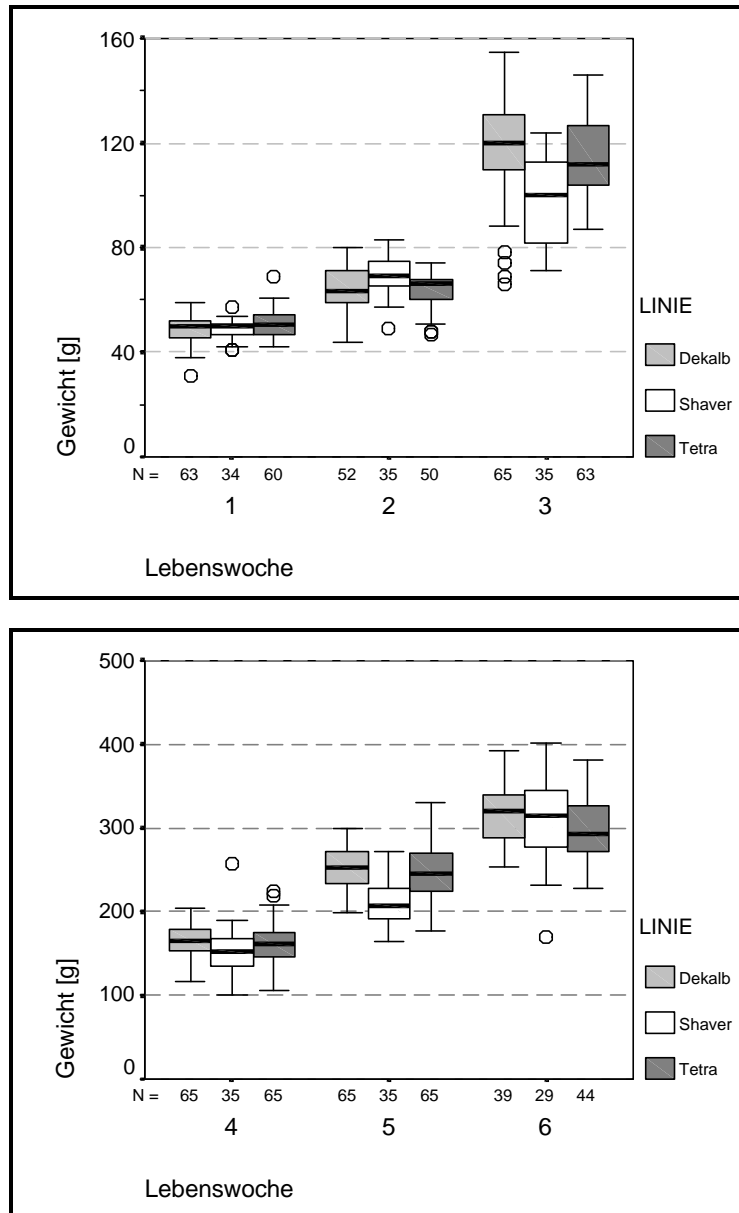 160
120
80
40
0
Gewicht [g]
N = 63 34 60 52 35 50 65 35 63
1 2 3
Lebenswoche
LINIE
Dekalb
Shaver
Tetra
500
400
300
200
100
0
Gewicht [g]
N = 65 35 65 65 35 65 39 29 44
4 5 6
Lebenswoche
LINIE
Dekalb
Shaver
Tetra